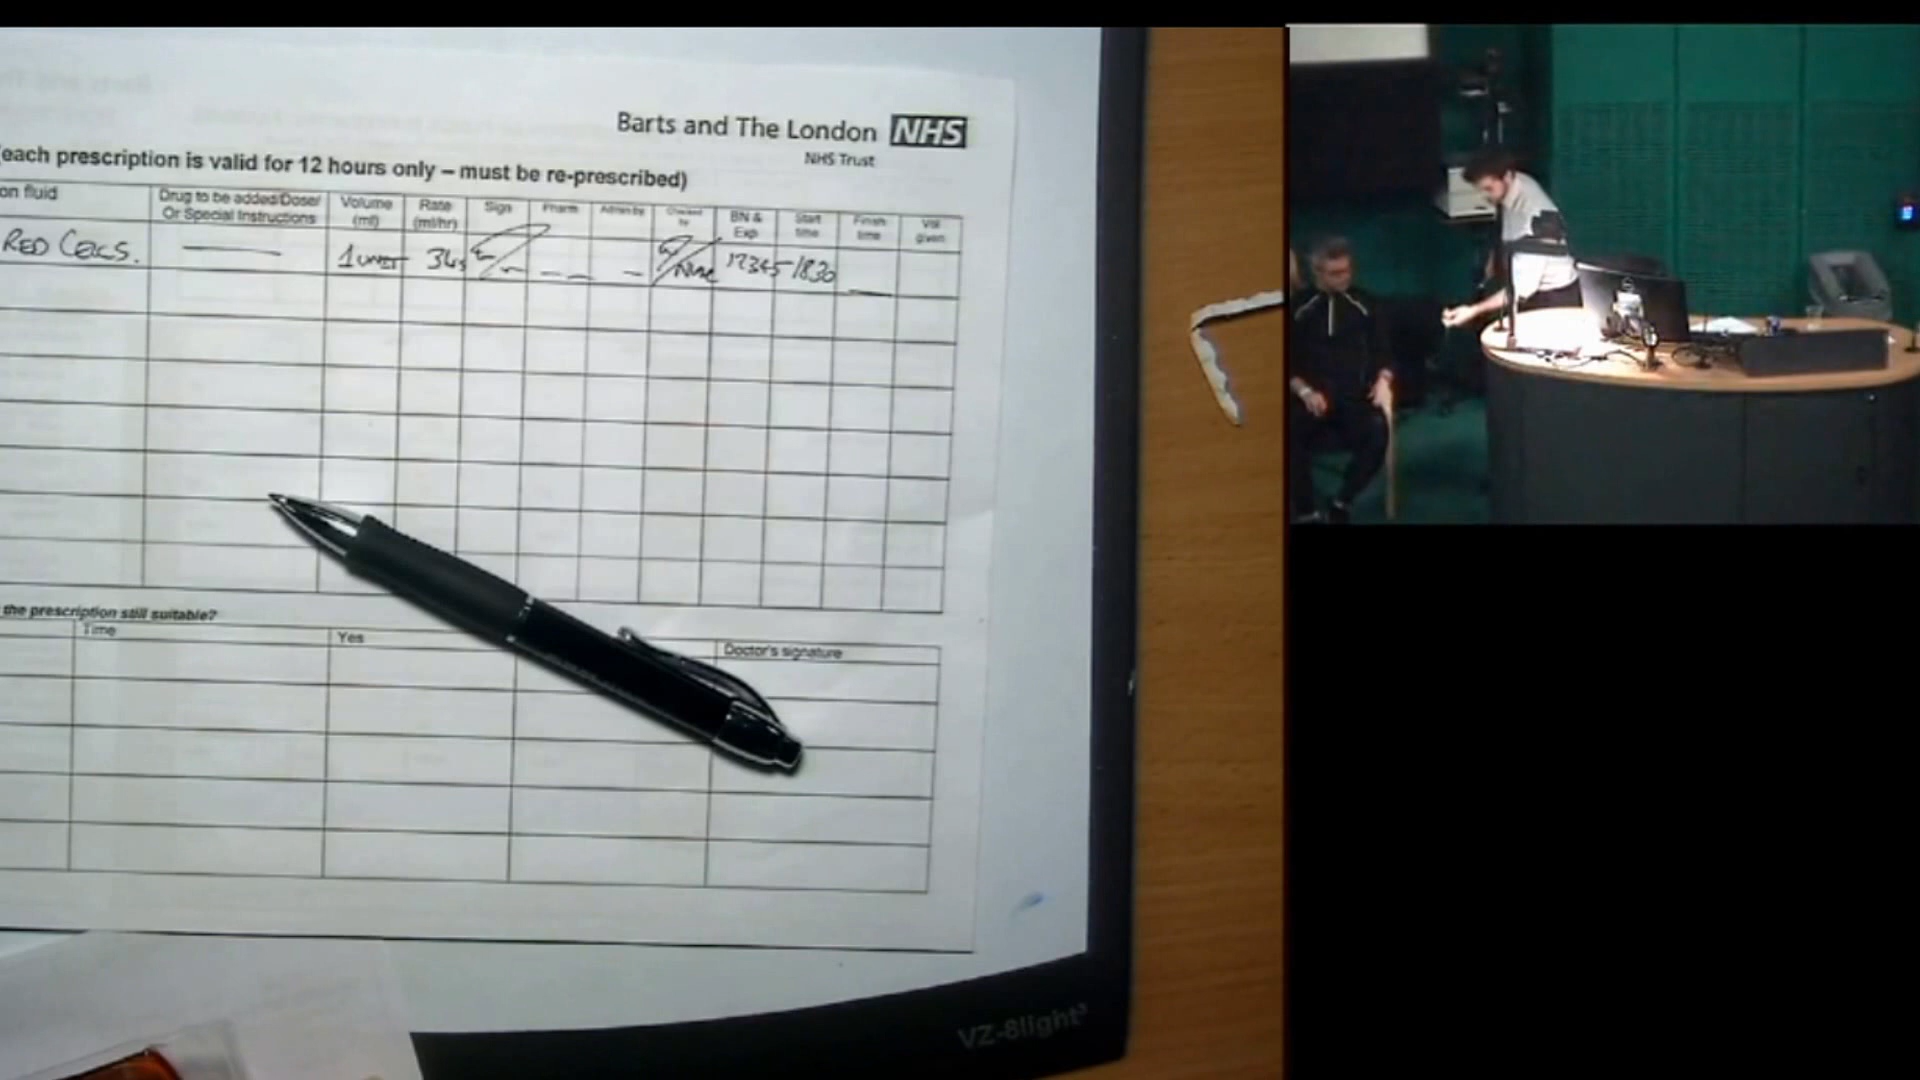 Barts and The London NHS
NHS Trust
(each prescription is valid for 12 hours only – must be re-prescribed)
on fluid
Drug to be added/Dose/
Or Special Instructions
Volume
(ml)
Rate
(ml/hr)
Sign
Pharm
Admin by
Checked
by
BN &
Exp
Start
time
Finish
time
Vol
given
RED CELLS.
1 UNIT
Nurse
12345
1830
the prescription still suitable?
Time
Yes
Doctor's signature
VZ-8light³